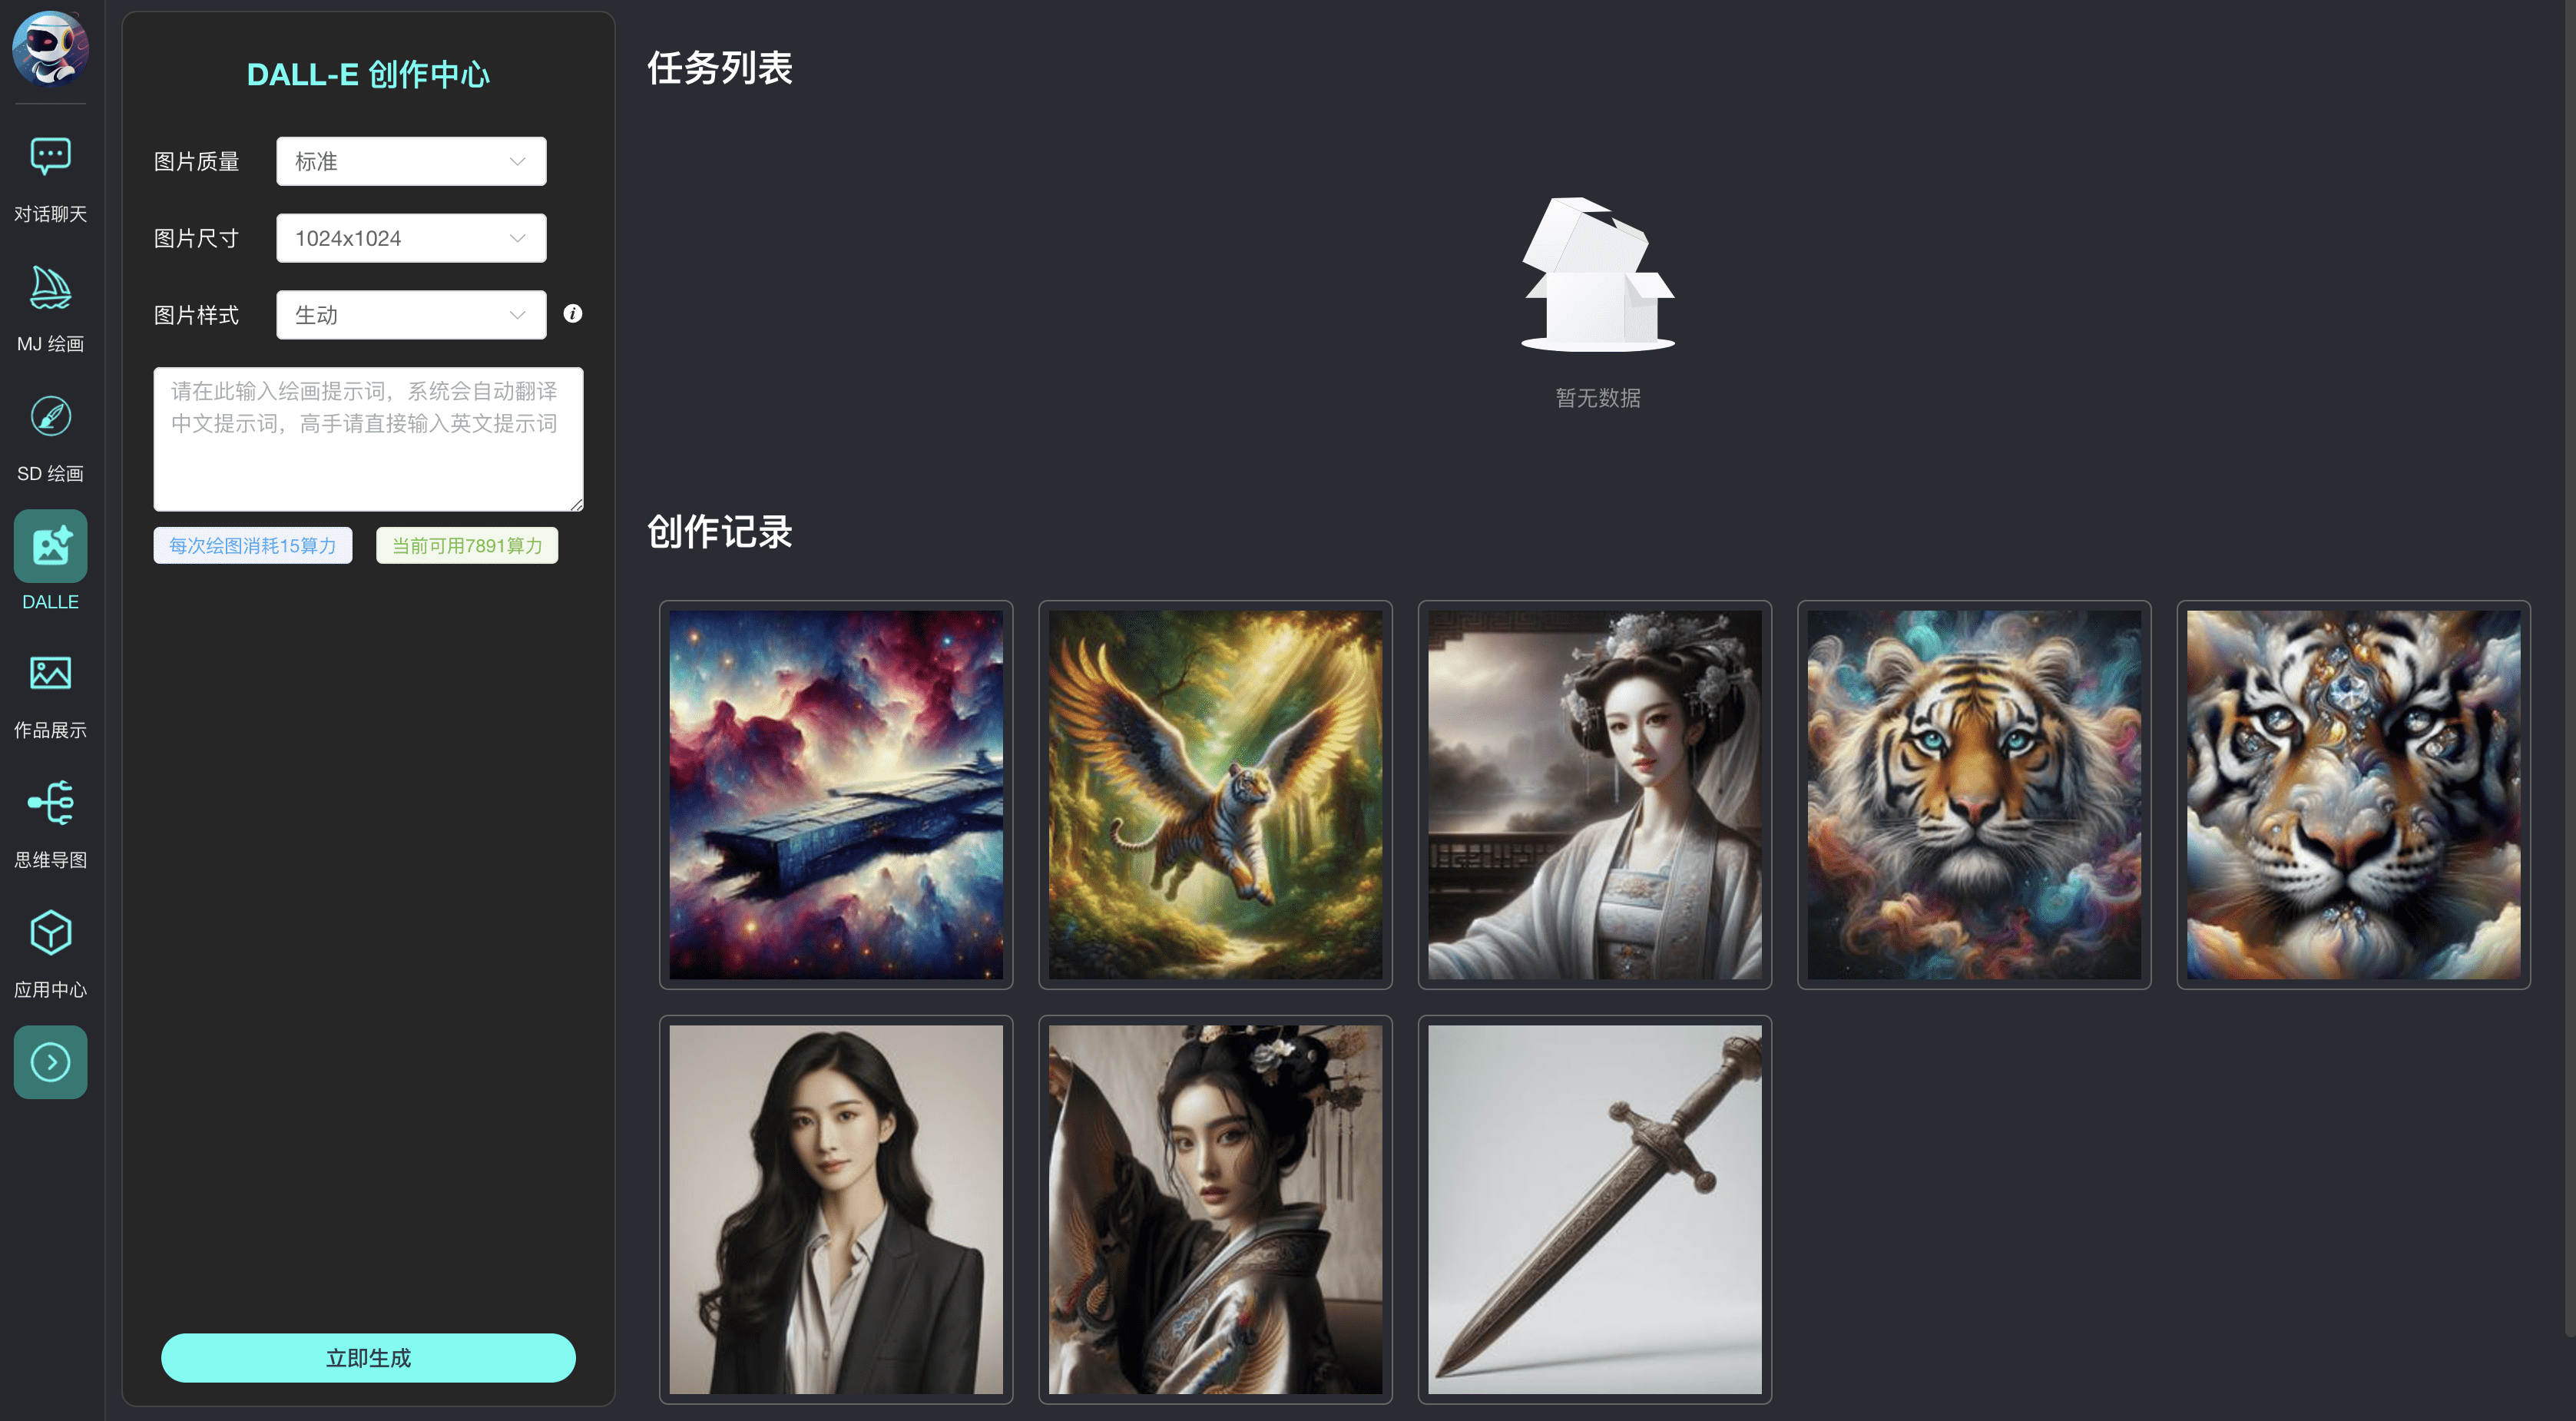 对话聊天
MJ 绘画
SD 绘画
DALLE
作品展示
思维导图
应用中心
DALL-E 创作中心
图片质量
标准
图片尺寸
1024x1024
图片样式
生动
请在此输入绘画提示词，系统会自动翻译
中文提示词，高手请直接输入英文提示词
每次绘图消耗15算力
当前可用7891算力
立即生成
任务列表
暂无数据
创作记录